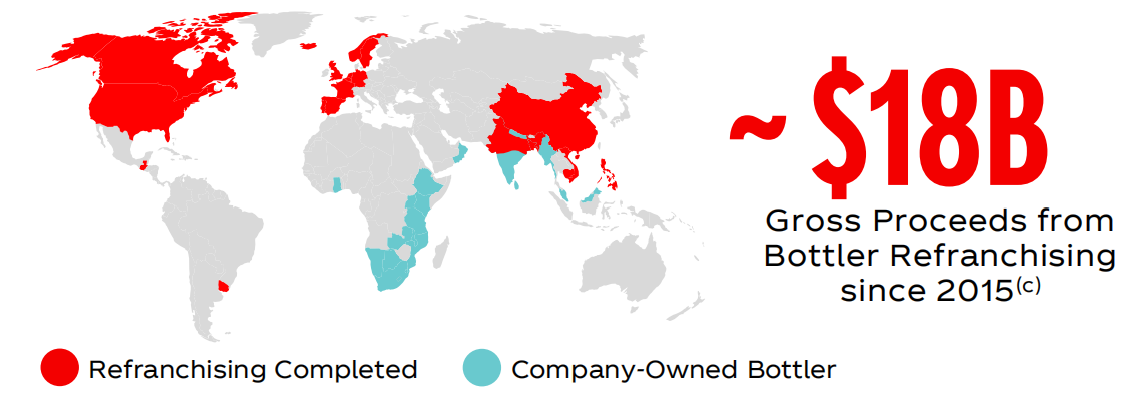 ~ $18B
Gross Proceeds from
Bottler Refranchising
since 2015(c)
Refranchising Completed
Company-Owned Bottler